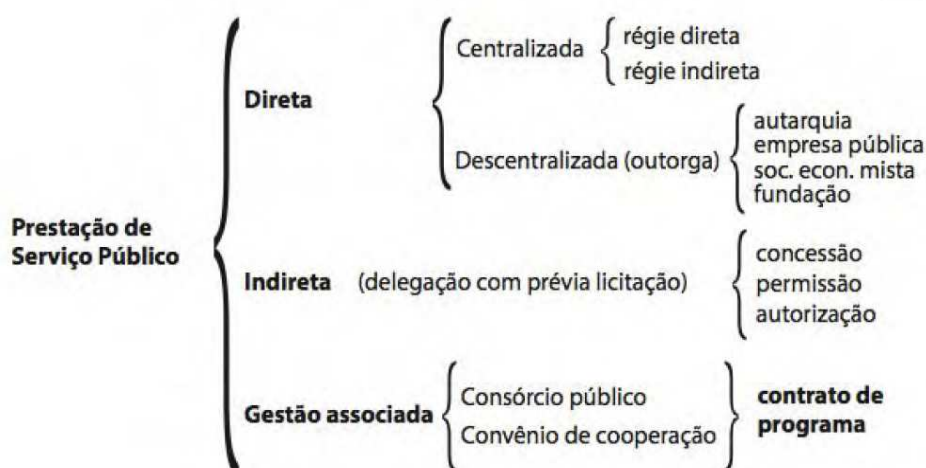 Prestação de
Serviço Público
Direta
Centralizada
régie direta
régie indireta
Descentralizada (outorga)
autarquia
empresa pública
soc. econ. mista
fundação
Indireta (delegação com prévia licitação)
concessão
permissão
autorização
Gestão associada
Consórcio público
Convênio de cooperação
contrato de
programa